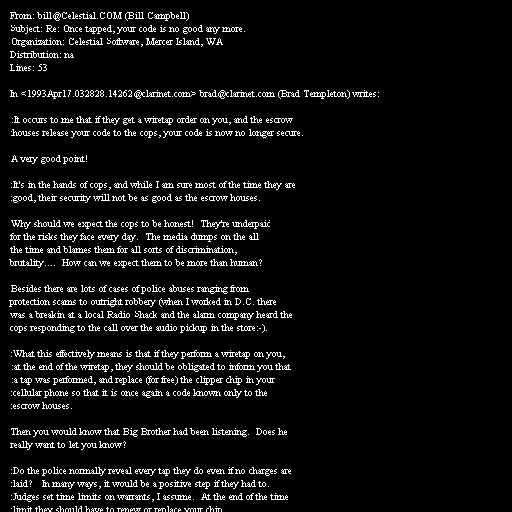 From: bill@Celestial.COM (Bill Campbell)
Subject: Re: Once tapped, your code is no good any more.
Organization: Celestial Software, Mercer Island, WA
Distribution: na
Lines: 53

In <1993Apr17.032828.14262@clarinet.com> brad@clarinet.com (Brad Templeton) writes:

:It occurs to me that if they get a wiretap order on you, and the escrow
:houses release your code to the cops, your code is now no longer secure.

A very good point!

:It's in the hands of cops, and while I am sure most of the time they are
:good, their security will not be as good as the escrow houses.

Why should we expect the cops to be honest!  They're underpaid
for the risks they face every day.  The media dumps on the all
the time and blames them for all sorts of discrimination,
brutality....  How can we expect them to be more than human?

Besides there are lots of cases of police abuses ranging from
protection scams to outright robbery (when I worked in D.C. there
was a breakin at a local Radio Shack and the alarm company heard the
cops responding to the call over the audio pickup in the store:-).

:What this effectively means is that if they perform a wiretap on you,
:at the end of the wiretap, they should be obligated to inform you that
:a tap was performed, and replace (for free) the clipper chip in your
:cellular phone so that it is once again a code known only to the
:escrow houses.

Then you would know that Big Brother had been listening.  Does he
really want to let you know?

:Do the police normally reveal every tap they do even if no charges are
:laid?   In many ways, it would be a positive step if they had to.
:Judges set time limits on warrants, I assume.  At the end of the time
:limit they should have to renew or replace your chip.